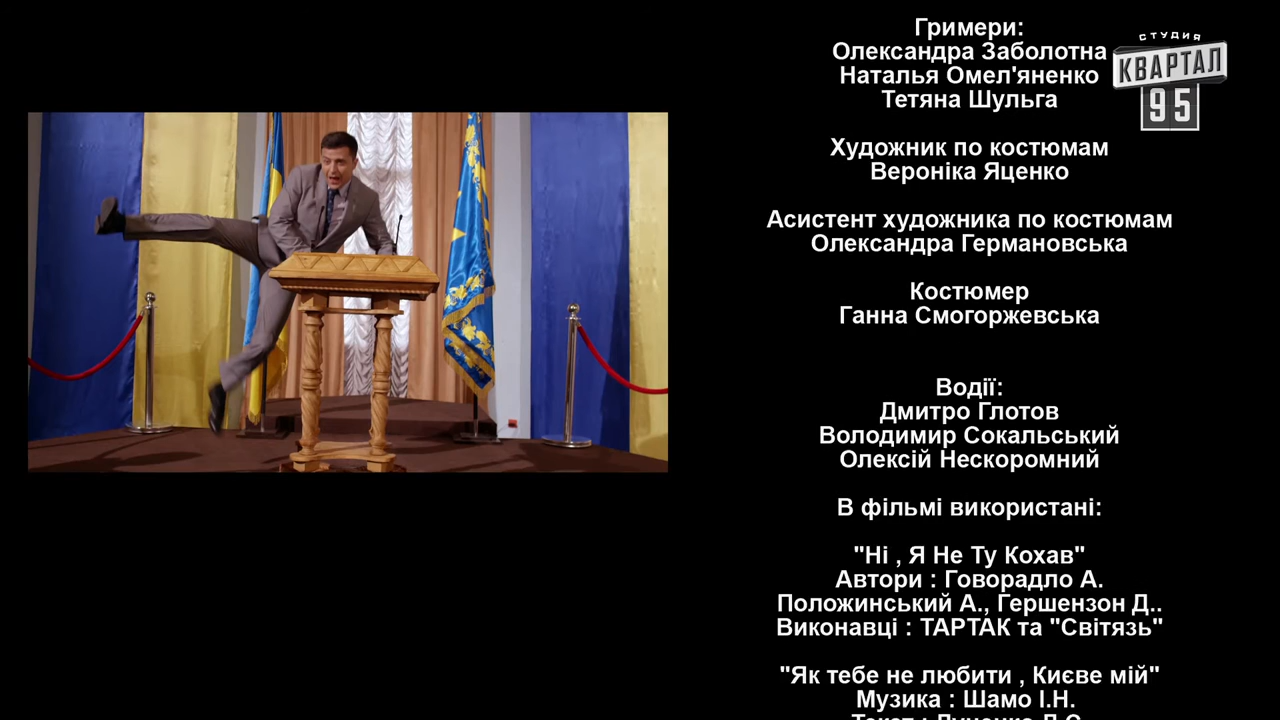 Гримери:
Олександра Заболотна
Наталья Омел'яненко
Тетяна Шульга
СТУДИЯ
КВАРТАЛ
95
Художник по костюмам
Вероніка Яценко
Асистент художника по костюмам
Олександра Германовська
Костюмер
Ганна Смогоржевська
Водії:
Дмитро Глотов
Володимир Сокальський
Олексій Нескоромний
В фільмі використані:
"Ні , Я Не Ту Кохав"
Автори : Говорадло А.
Положинський А., Гершензон Д..
Виконавці : ТАРТАК та "Світязь"
"Як тебе не любити , Києве мій"
Музика : Шамо І.Н.